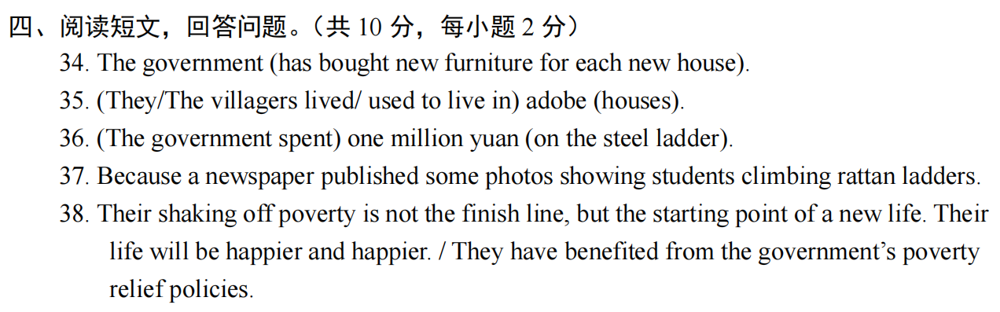 四、阅读短文，回答问题。（共 10 分，每小题 2 分）
34. The government (has bought new furniture for each new house).
35. (They/The villagers lived/ used to live in) adobe (houses).
36. (The government spent) one million yuan (on the steel ladder).
37. Because a newspaper published some photos showing students climbing rattan ladders.
38. Their shaking off poverty is not the finish line, but the starting point of a new life. Their
life will be happier and happier. / They have benefited from the government’s poverty
relief policies.